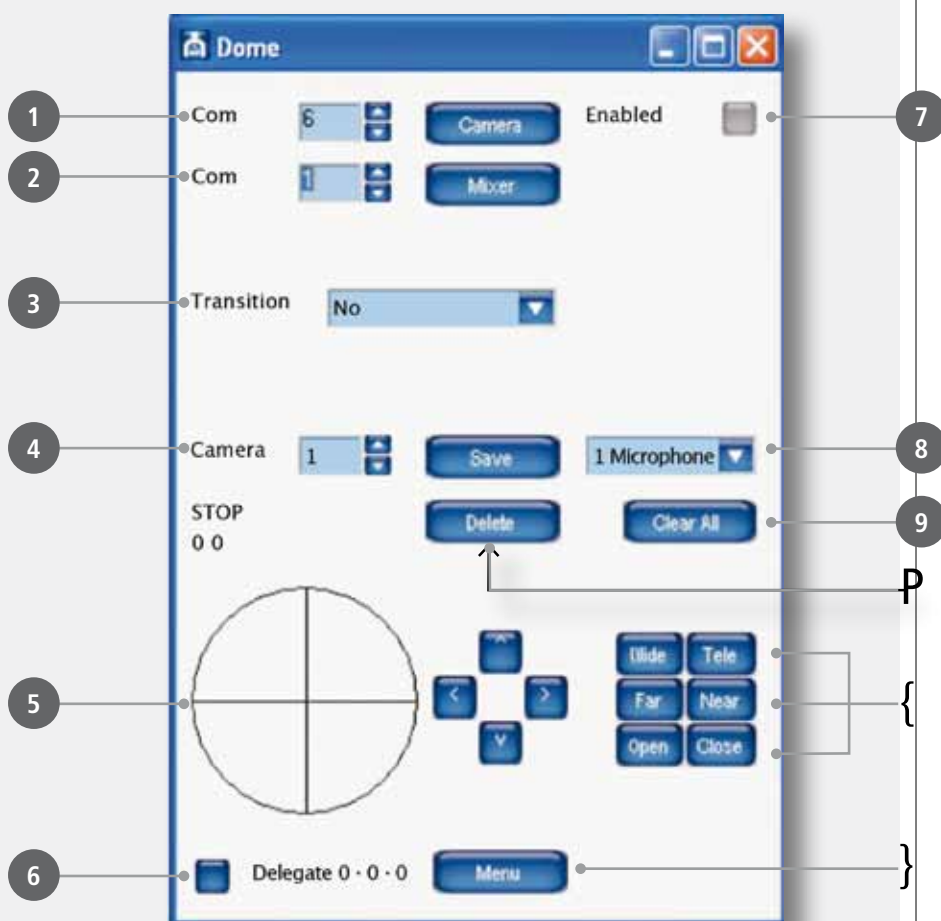 Dome
1 Com 6 Camera Enabled 7
2 Com 1 Mixer
3 Transition No
4 Camera 1 Save 1 Microphone 8
STOP Delete Clear All 9
0 0
P
^
Wide Tele
5 < > Far Near {
v Open Close
6 Delegate 0 - 0 - 0 Menu }